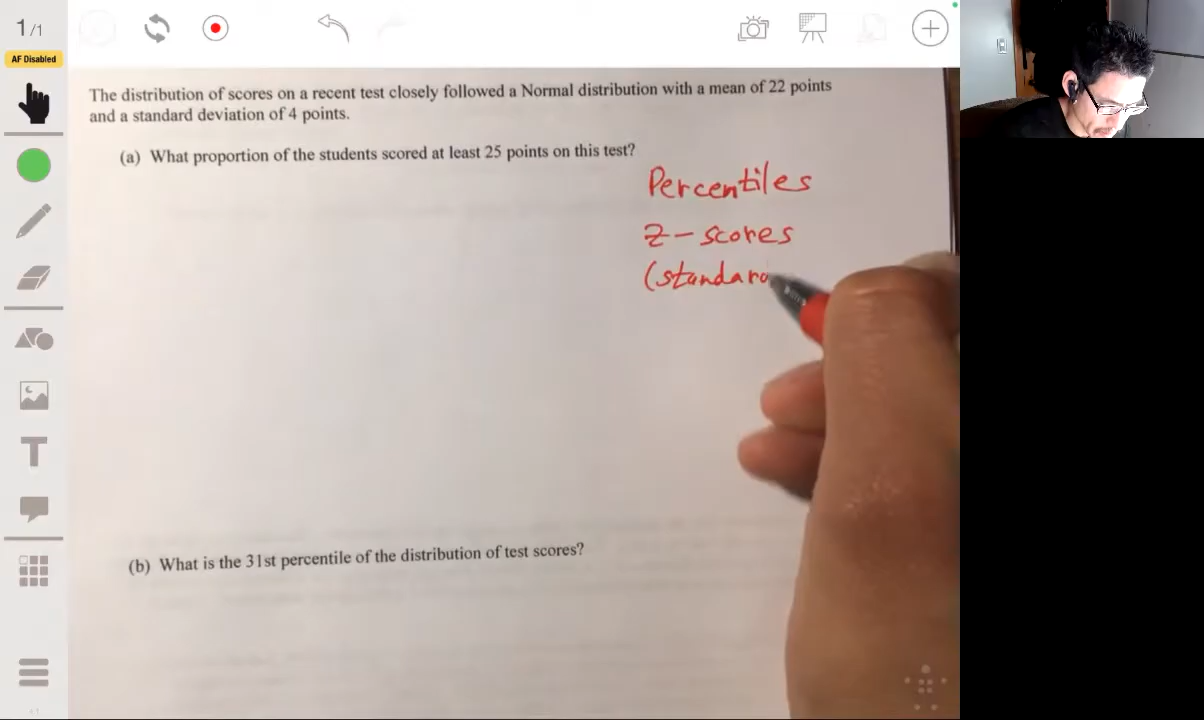 1/1
AF Disabled
The distribution of scores on a recent test closely followed a Normal distribution with a mean of 22 points
and a standard deviation of 4 points.
(a) What proportion of the students scored at least 25 points on this test?
Percentiles
Z-scores
(standard
T
(b) What is the 31st percentile of the distribution of test scores?